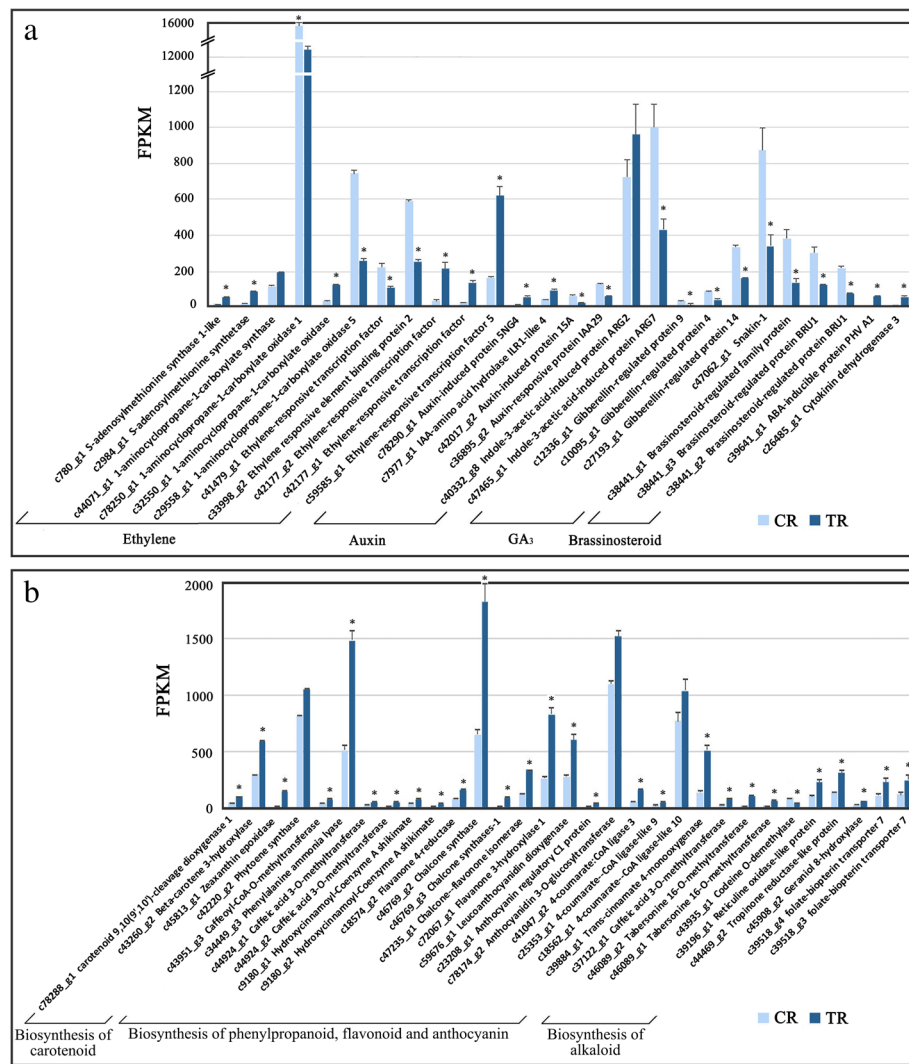 a
FPKM
16000
12000
1200
1000
800
600
400
200
0
* * * * * * * * * * * * * * * * * * * * * * * *
c780_g1 S-adenosylmethionine synthase 1-like
c2984_g1 S-adenosylmethionine synthetase
c44071_g1 1-aminocyclopropane-1-carboxylate synthase
c78250_g1 1-aminocyclopropane-1-carboxylate oxidase 1
c32550_g1 1-aminocyclopropane-1-carboxylate oxidase
c29558_g1 1-aminocyclopropane-1-carboxylate oxidase 5
c41479_g1 Ethylene-responsive transcription factor
c33998_g2 Ethylene responsive element binding protein 2
c42177_g2 Ethylene-responsive transcription factor
c42177_g1 Ethylene-responsive transcription factor
c59585_g1 Ethylene-responsive transcription factor 5
c78290_g1 Auxin-induced protein 5NG4
c7977_g1 IAA-amino acid hydrolase ILR1-like 4
c42017_g2 Auxin-induced protein 15A
c36895_g2 Auxin-responsive protein IAA29
c4032_g8 Indole-3-acetic acid-induced protein ARG2
c47465_g1 Indole-3-acetic acid-induced protein ARG7
c12336_g1 Gibberellin-regulated protein 9
c10095_g1 Gibberellin-regulated protein 4
c27193_g1 Gibberellin-regulated protein 14
c47062_g1 Snakin-1
c38441_g1 Brassinosteroid-regulated family protein
c38441_g3 Brassinosteroid-regulated protein BRU1
c38441_g2 Brassinosteroid-regulated protein BRU1
c39641_g1 ABA-inducible protein PHV A1
c26485_g1 Cytokinin dehydrogenase 3
Ethylene
Auxin
GA₃
Brassinosteroid
CR TR
b
FPKM
2000
1500
1000
500
0
* * * * * * * * * * * * * * * * * * * * * * * * * * * *
c78288_g1 carotenoid 9,10(9',10')-cleavage dioxygenase 1
c43260_g2 Beta-carotene 3-hydroxylase
c45813_g1 Zeaxanthin epoxidase
c42220_g2 Phytoene synthase
c43951_g3 Caffeoyl-CoA-O-methyltransferase
c34449_g3 Phenylalanine ammonia lyase
c44924_g1 Caffeic acid 3-O-methyltransferase
c44924_g2 Caffeic acid 3-O-methyltransferase
c9180_g1 Hydroxycinnamoyl-Coenzyme A shikimate
c9180_g2 Hydroxycinnamoyl-Coenzyme A shikimate
c18574_g2 Flavanone 4-reductase
c46769_g2 Chalcone synthase
c46769_g3 Chalcone syntheses-1
c47235_g1 Chalcone-flavonone isomerase
c72067_g1 Flavanone 3-hydroxylase 1
c59676_g1 Leucoanthocyanidin dioxygenase
c23208_g1 Anthocyanin regulatory C1 protein
c78174_g2 Anthocyanidin 3-O-glucosyltransferase
c41047_g2 4-coumarate-CoA ligase 3
c25353_g1 4-coumarate--CoA ligase-like 9
c18562_g1 4-coumarate--CoA ligase-like 10
c39884_g1 Trans-cinnamate 4-monooxygenase
c37122_g1 Caffeic acid 3-O-methyltransferase
c46089_g2 Tabersonine 16-O-methyltransferase
c46089_g1 Tabersonine 16-O-methyltransferase
c43935_g1 Codeine O-demethylase
c39196_g1 Reticuline oxidase-like protein
c44469_g2 Tropinone reductase-like protein
c45908_g2 Geraniol 8-hydroxylase
c39518_g4 folate-biopterin transporter 7
c39518_g3 folate-biopterin transporter 7
Biosynthesis of
carotenoid
Biosynthesis of phenylpropanoid, flavonoid and anthocyanin
Biosynthesis of
alkaloid
CR TR